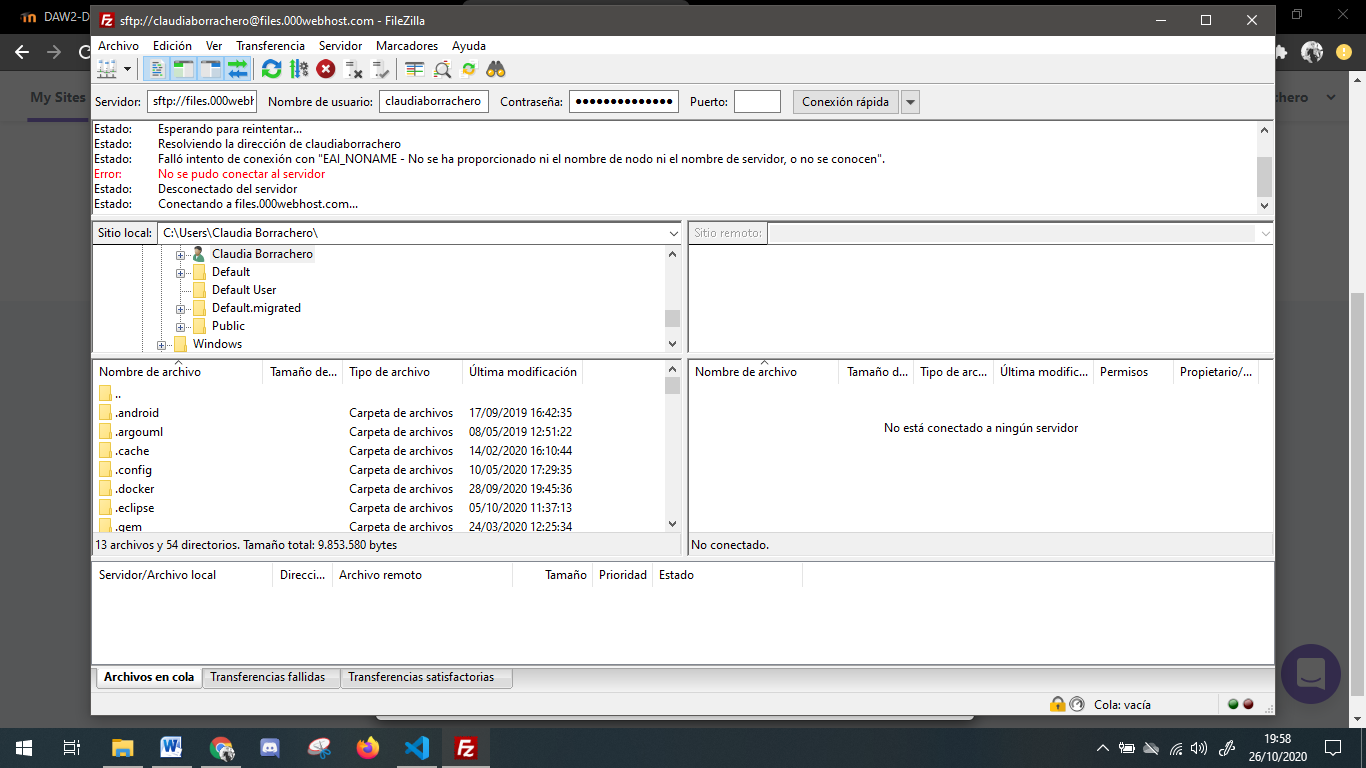 DAW2-D
sftp://claudiaborrachero@files.000webhost.com - FileZilla
Archivo Edición Ver Transferencia Servidor Marcadores Ayuda
My Sites
Servidor: sftp://files.000webh Nombre de usuario: claudiaborrachero Contraseña: ●●●●●●●●●●●●●● Puerto: Conexión rápida
hero
Estado: Esperando para reintentar...
Estado: Resolviendo la dirección de claudiaborrachero
Estado: Falló intento de conexión con "EAI_NONAME - No se ha proporcionado ni el nombre de nodo ni el nombre de servidor, o no se conocen".
Error: No se pudo conectar al servidor
Estado: Desconectado del servidor
Estado: Conectando a files.000webhost.com...
Sitio local: C:\Users\Claudia Borrachero\
Sitio remoto:
Claudia Borrachero
Default
Default User
Default.migrated
Public
Windows
Nombre de archivo Tamaño de... Tipo de archivo Última modificación
..
.android Carpeta de archivos 17/09/2019 16:42:35
.argouml Carpeta de archivos 08/05/2019 12:51:22
.cache Carpeta de archivos 14/02/2020 16:10:44
.config Carpeta de archivos 10/05/2020 17:29:35
.docker Carpeta de archivos 28/09/2020 19:45:36
.eclipse Carpeta de archivos 05/10/2020 11:37:13
.gem Carpeta de archivos 24/03/2020 12:25:34
13 archivos y 54 directorios. Tamaño total: 9.853.580 bytes
Nombre de archivo Tamaño d... Tipo de arc... Última modific... Permisos Propietario/...
No está conectado a ningún servidor
No conectado.
Servidor/Archivo local Direcci... Archivo remoto Tamaño Prioridad Estado
Archivos en cola Transferencias fallidas Transferencias satisfactorias
Cola: vacía
19:58
26/10/2020